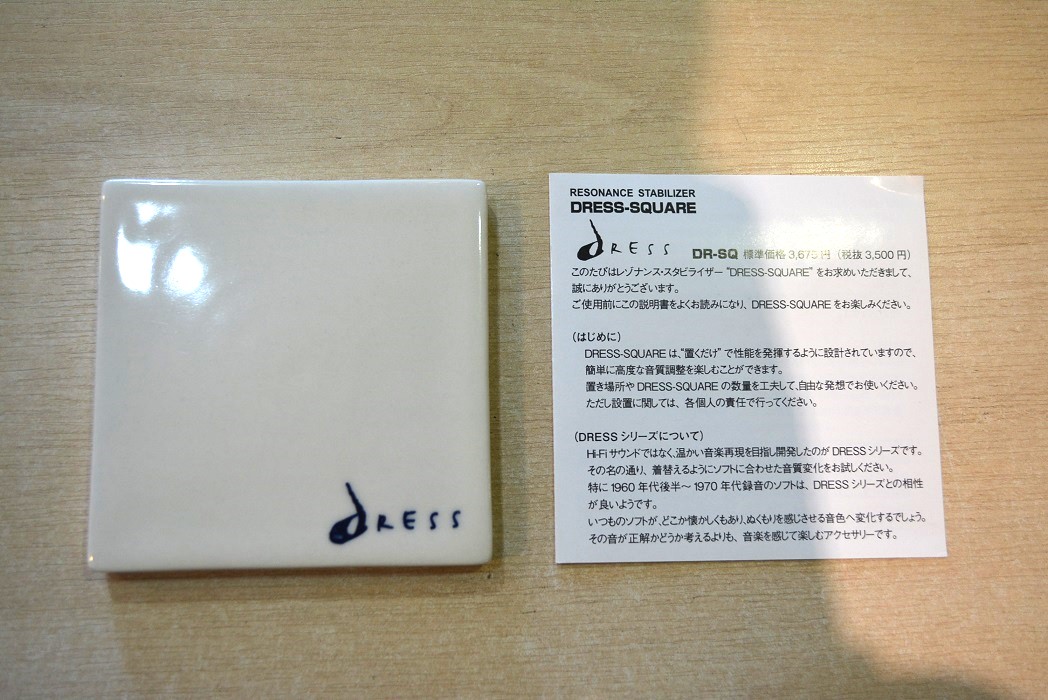 dRESS
RESONANCE STABILIZER
DRESS-SQUARE
dRESS DR-SQ 標準価格 3,675円（税抜 3,500 円）
このたびはレゾナンス・スタビライザー “DRESS-SQUARE” をお求めいただきまして、
誠にありがとうございます。
ご使用前にこの説明書をよくお読みになり、DRESS-SQUAREをお楽しみください。
（はじめに）
DRESS-SQUARE は、“置くだけ” で性能を発揮するように設計されていますので、
簡単に高度な音質調整を楽しむことができます。
置き場所や DRESS-SQUARE の数量を工夫して、自由な発想でお使いください。
ただし設置に関しては、各個人の責任で行ってください。
（DRESS シリーズについて）
Hi-Fi サウンドではなく、温かい音楽再現を目指し開発したのが DRESS シリーズです。
その名の通り、着替えるようにソフトに合わせた音質変化をお試しください。
特に 1960 年代後半～ 1970 年代録音のソフトは、DRESS シリーズとの相性
が良いようです。
いつものソフトが、どこか懐かしくもあり、ぬくもりを感じさせる音色へ変化するでしょう。
その音が正解かどうか考えるよりも、音楽を感じて楽しむアクセサリーです。